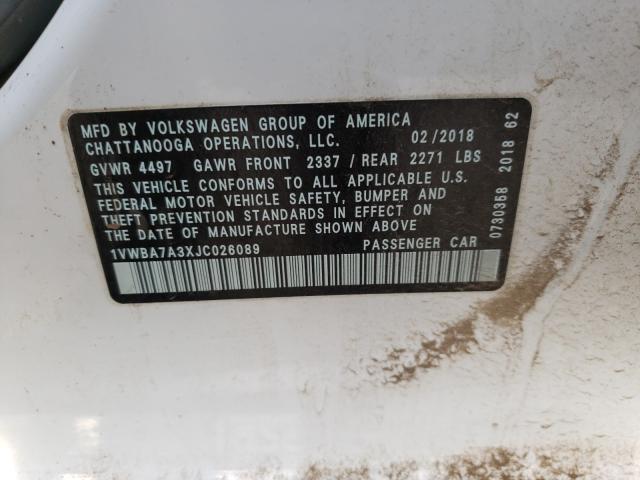 MFD BY VOLKSWAGEN GROUP OF AMERICA
CHATTANOOGA OPERATIONS, LLC. 02/2018
GVWR 4497 GAWR FRONT 2337 / REAR 2271 LBS
THIS VEHICLE CONFORMS TO ALL APPLICABLE U.S.
FEDERAL MOTOR VEHICLE SAFETY, BUMPER AND
THEFT PREVENTION STANDARDS IN EFFECT ON
THE DATE OF MANUFACTURE SHOWN ABOVE
1VWBA7A3XJC026089 PASSENGER CAR
0730358 2018 62